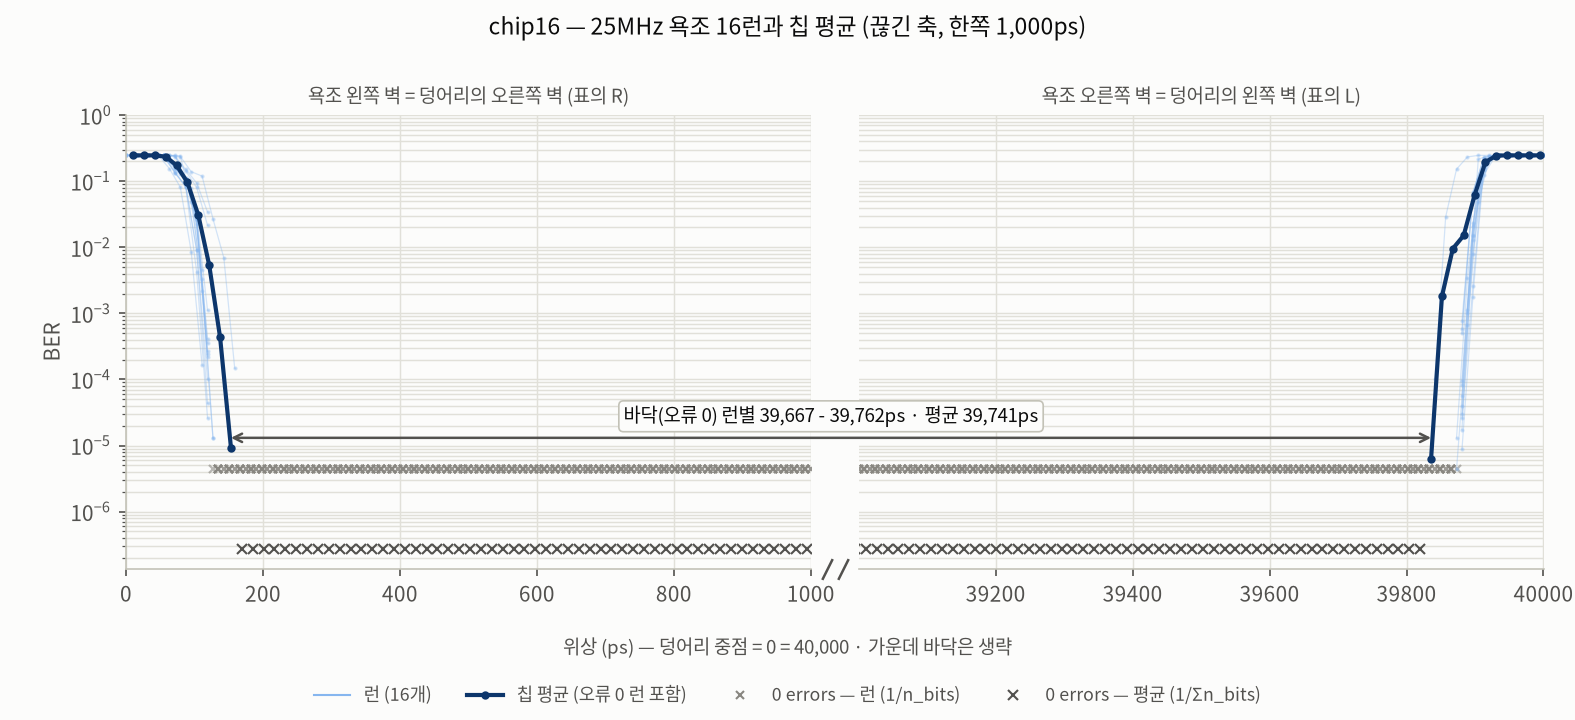 chip16 — 25MHz 욕조 16런과 칩 평균 (끊긴 축, 한쪽 1,000ps)
욕조 왼쪽 벽 = 덩어리의 오른쪽 벽 (표의 R)
욕조 오른쪽 벽 = 덩어리의 왼쪽 벽 (표의 L)
BER
10⁰
10⁻¹
10⁻²
10⁻³
10⁻⁴
10⁻⁵
10⁻⁶
바닥(오류 0) 런별 39,667 - 39,762ps · 평균 39,741ps
0 200 400 600 800 1000 39200 39400 39600 39800 40000
위상 (ps) — 덩어리 중점 = 0 = 40,000 · 가운데 바닥은 생략
런 (16개) 칩 평균 (오류 0 런 포함) 0 errors — 런 (1/n_bits) 0 errors — 평균 (1/Σn_bits)